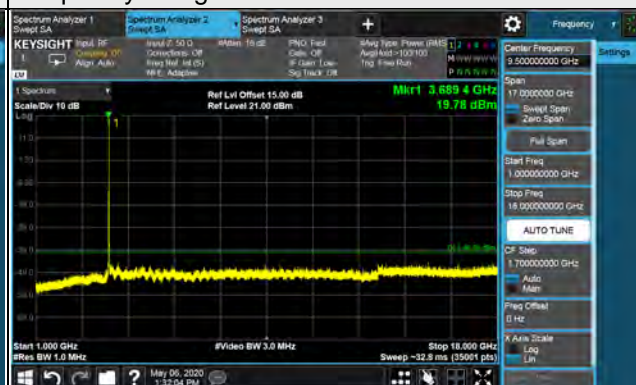 Spectrum Analyzer 1
Swept SA
Spectrum Analyzer 2
Swept SA
Spectrum Analyzer 3
Swept SA
+
Frequency
KEYSIGHT
Input: RF
Align: Auto
Input Z: 50 Ω
Corrections: Off
Freq Ref: Int (S)
NFE: Adaptive
PNO: Fast
Gate: Off
IF Gain: Low
Sig Track: Off
Avg Type: Power (RMS)
Avg|Hold: >100/100
Trig: Free Run
Settings
1 Spectrum
Scale/Div 10 dB
Log
Ref Lvl Offset 15.00 dB
Ref Level 21.00 dBm
Mkr1 3.689 4 GHz
19.78 dBm
1
11.0
Start 1.000 GHz
#Res BW 1.0 MHz
#Video BW 3.0 MHz
Stop 18.000 GHz
Sweep ~32.8 ms (35001 pts)
Center Frequency
9.500000000 GHz
Span
17.0000000 GHz
Swept Span
Zero Span
Full Span
Start Freq
1.000000000 GHz
Stop Freq
18.000000000 GHz
AUTO TUNE
CF Step
1.700000000 GHz
Auto
Man
Freq Offset
0 Hz
X Axis Scale
Log
Lin
?
May 06, 2020
1:32:04 PM